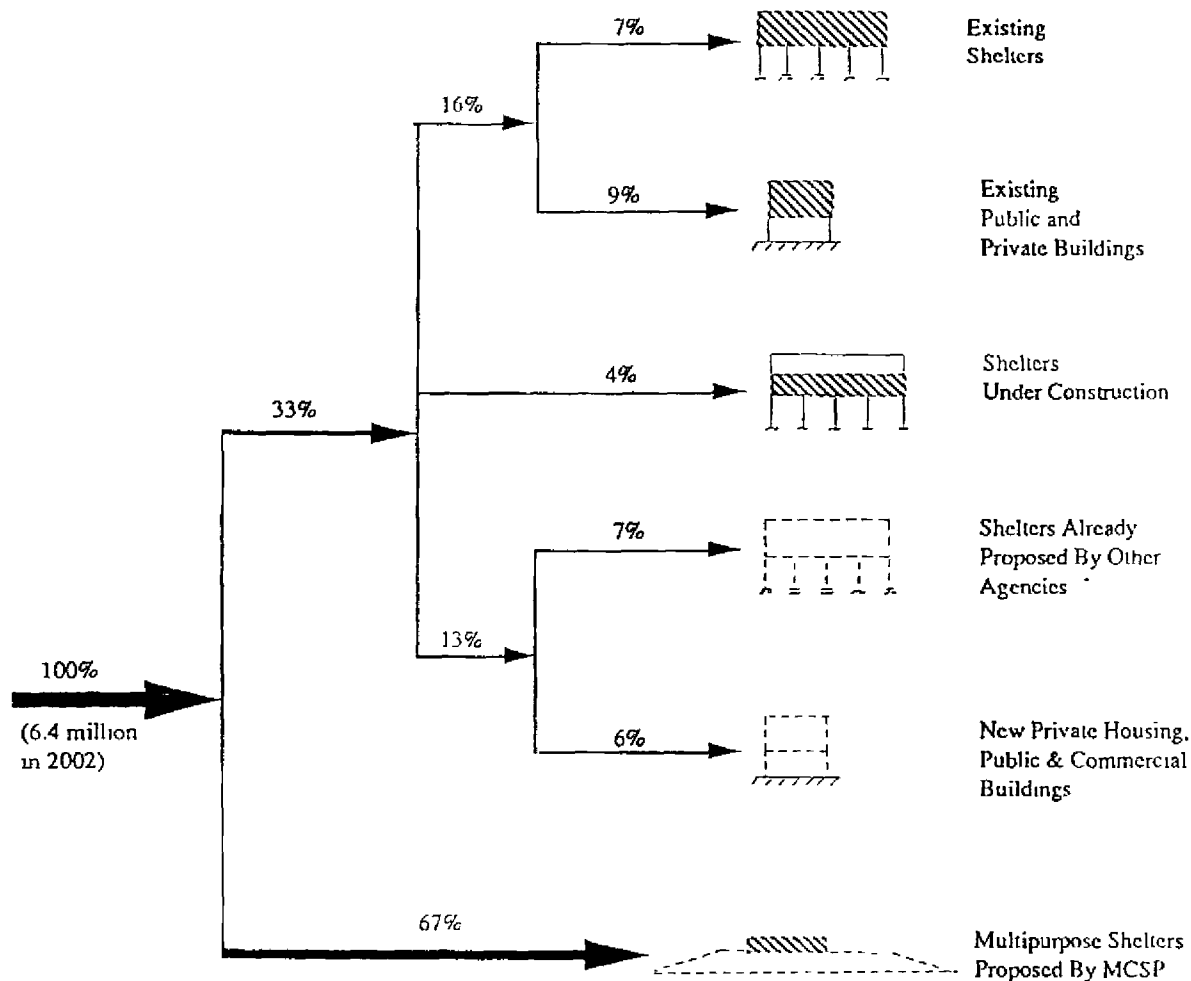 7%
Existing
Shelters
16%
9%
Existing
Public and
Private Buildings
4%
Shelters
Under Construction
33%
7%
Shelters Already
Proposed By Other
Agencies
13%
100%
(6.4 million
in 2002)
6%
New Private Housing,
Public & Commercial
Buildings
67%
Multipurpose Shelters
Proposed By MCSP